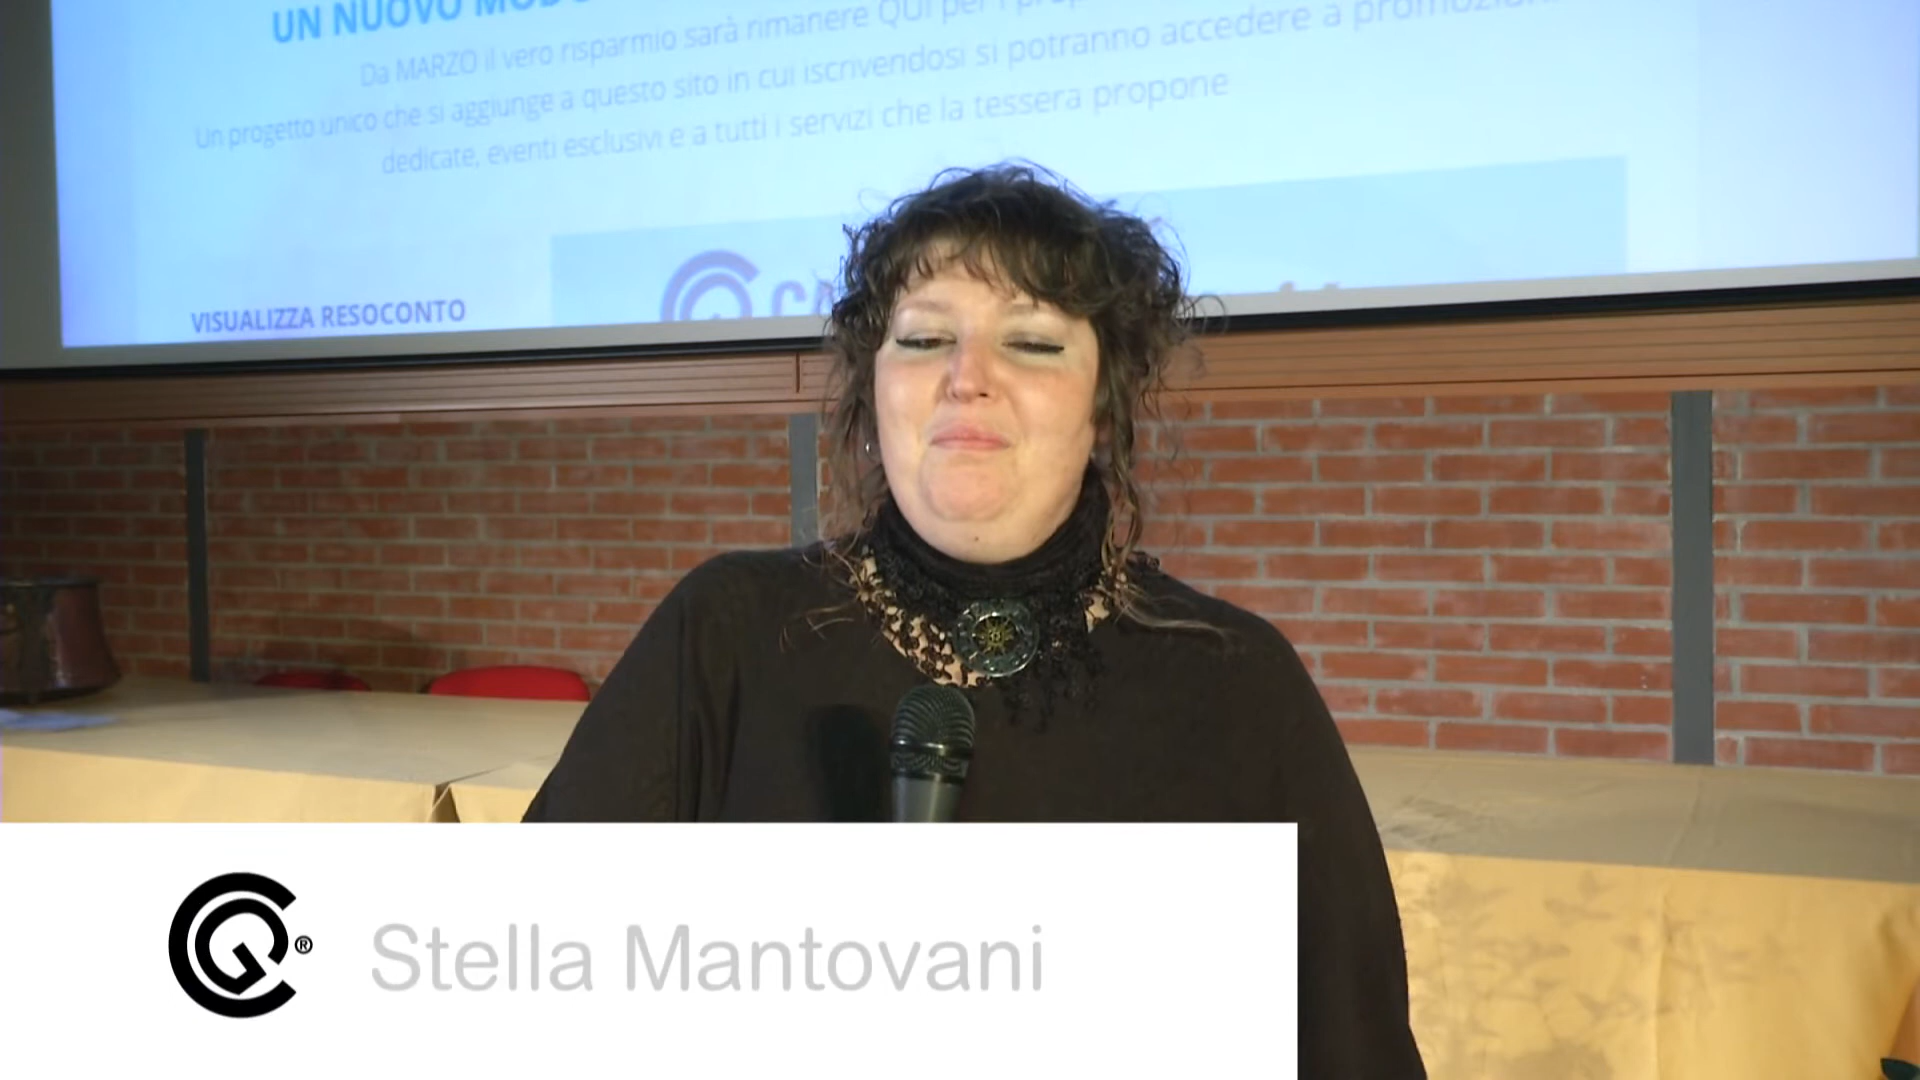 UN NUOVO
Da MARZO il vero risparmio sarà rimanere QUI per i
Un progetto unico che si aggiunge a questo sito in cui iscrivendosi si potranno accedere a promozioni
dedicate, eventi esclusivi e a tutti i servizi che la tessera propone
VISUALIZZA RESOCONTO
Stella Mantovani